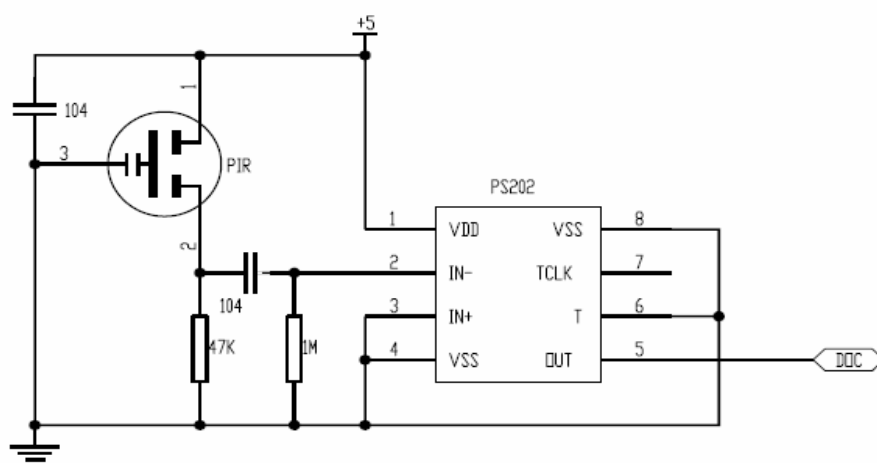 +5
1
104
3
PIR
PS202
2
1 VDD VSS 8
2 IN- TCLK 7
104
3 IN+ T 6
47K 1M
4 VSS OUT 5
DOC